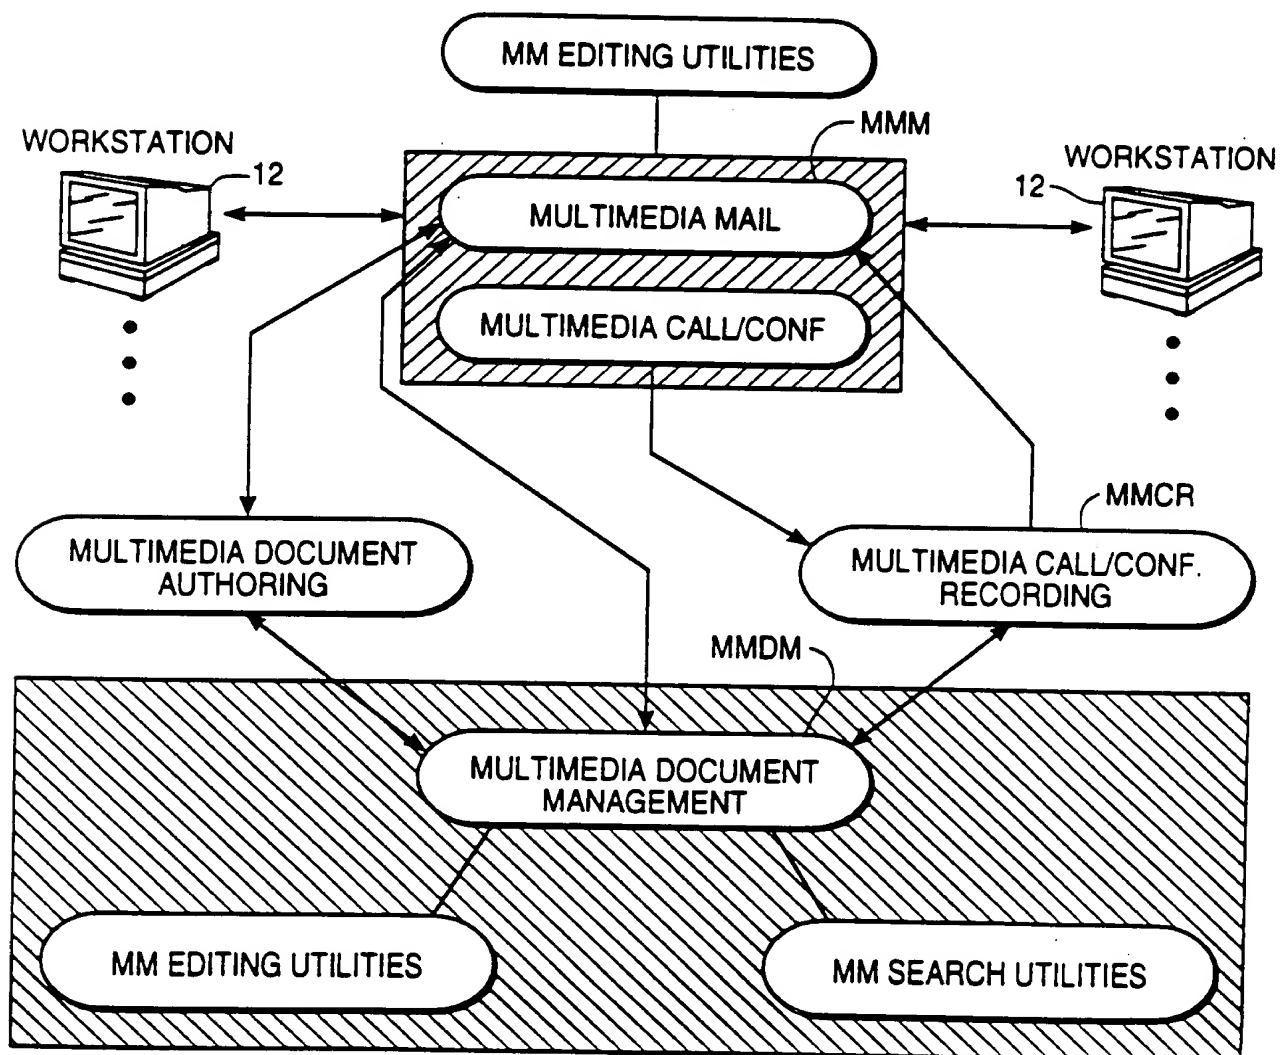 MM EDITING UTILITIES
MMM
WORKSTATION
12
WORKSTATION
12
MULTIMEDIA MAIL
MULTIMEDIA CALL/CONF
MMCR
MULTIMEDIA DOCUMENT
AUTHORING
MULTIMEDIA CALL/CONF.
RECORDING
MMDM
MULTIMEDIA DOCUMENT
MANAGEMENT
MM EDITING UTILITIES
MM SEARCH UTILITIES